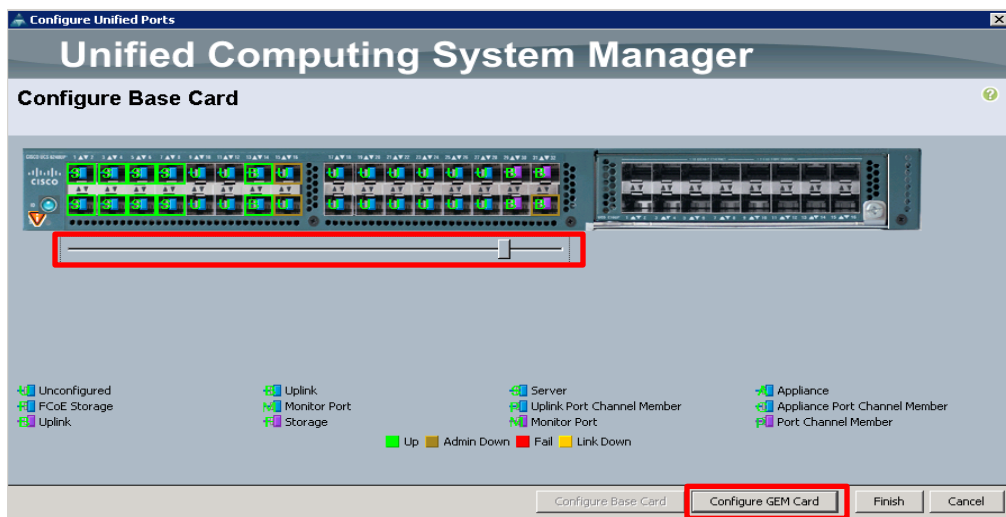 Configure Unified Ports
Unified Computing System Manager
Configure Base Card
CISCO
Unconfigured
Uplink
Server
Appliance
FCoE Storage
Monitor Port
Uplink Port Channel Member
Appliance Port Channel Member
Uplink
Storage
Monitor Port
Port Channel Member
Up Admin Down Fail Link Down
Configure Base Card Configure GEM Card Finish Cancel